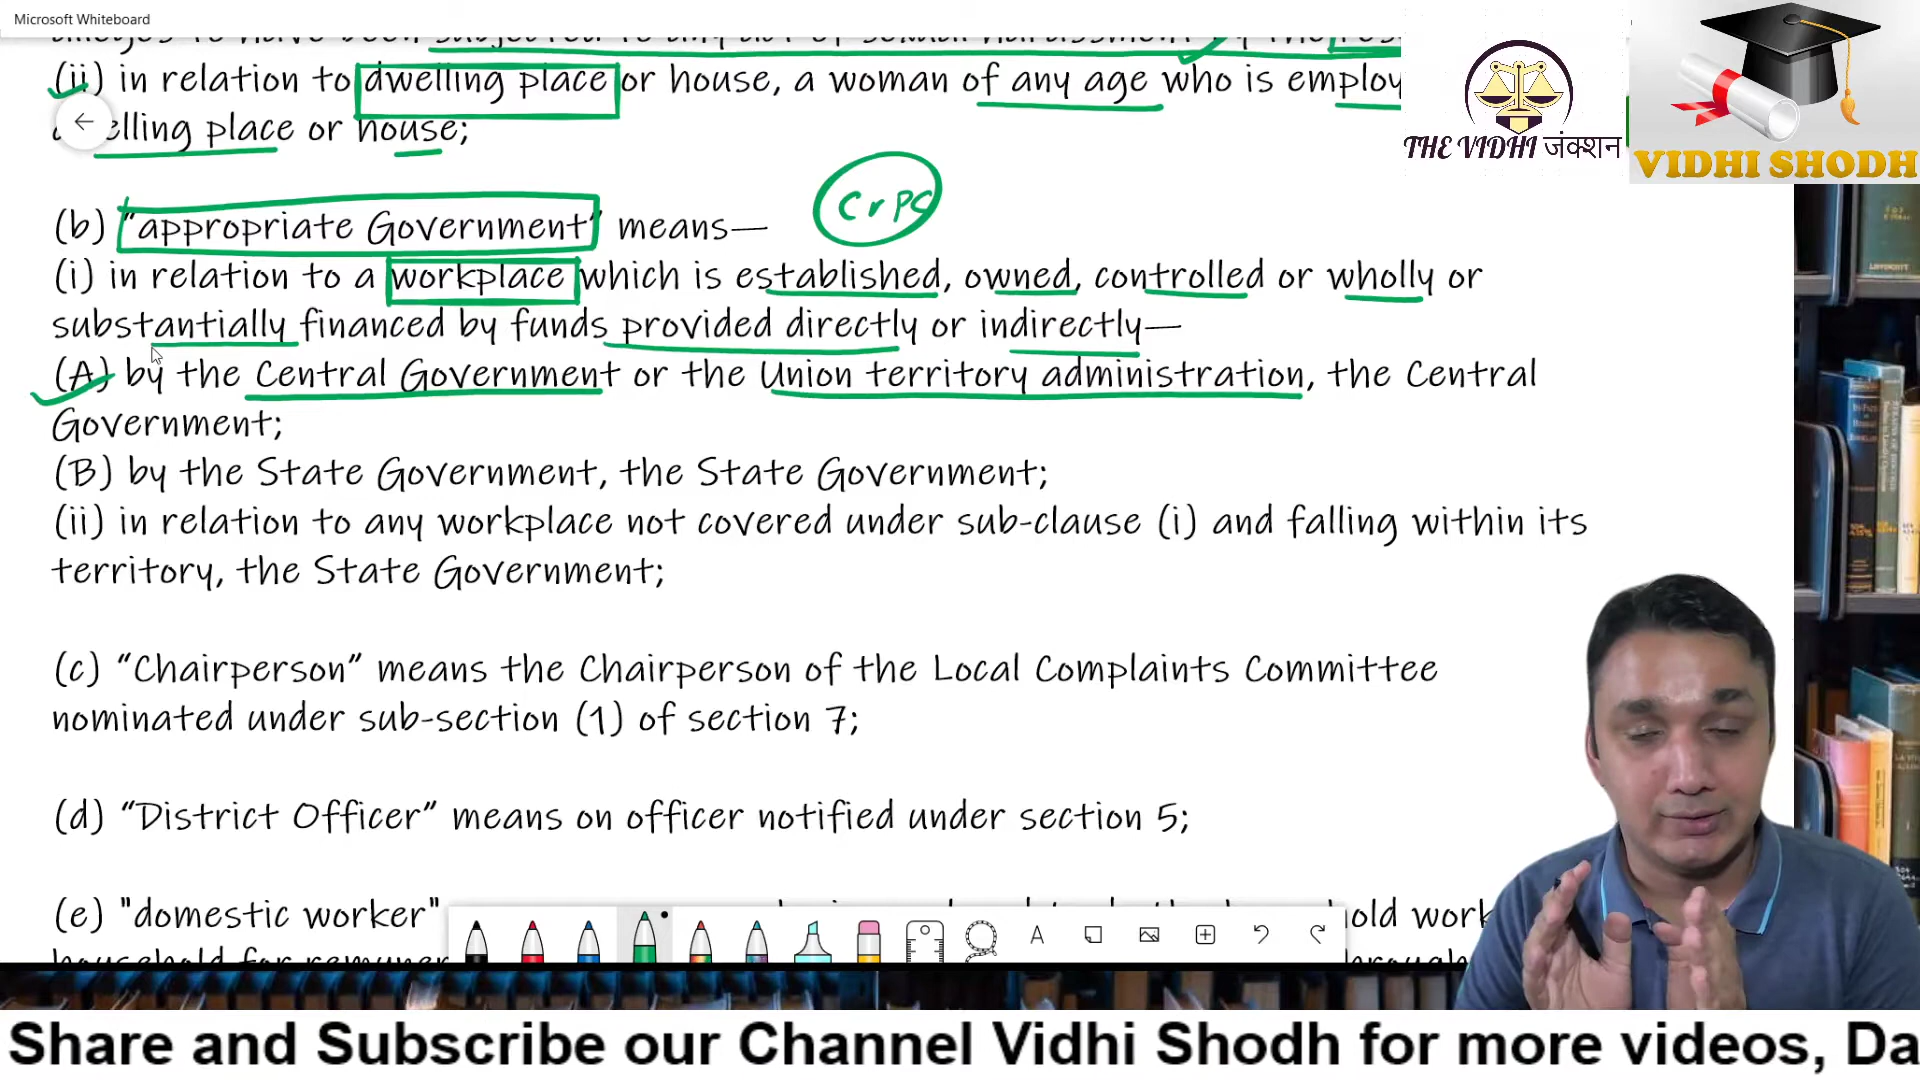 Microsoft Whiteboard
(ii) in relation to dwelling place or house, a woman of any age who is employ
elling place or house;
THE VIDHI जंक्शन
VIDHI SHODH
CrPC
(b) "appropriate Government" means—
(i) in relation to a workplace which is established, owned, controlled or wholly or
substantially financed by funds provided directly or indirectly—
(A) by the Central Government or the Union territory administration, the Central
Government;
(B) by the State Government, the State Government;
(ii) in relation to any workplace not covered under sub-clause (i) and falling within its
territory, the State Government;
(c) “Chairperson” means the Chairperson of the Local Complaints Committee
nominated under sub-section (1) of section 7;
(d) “District Officer” means on officer notified under section 5;
(e) "domestic worker"
Share and Subscribe our Channel Vidhi Shodh for more videos, Da